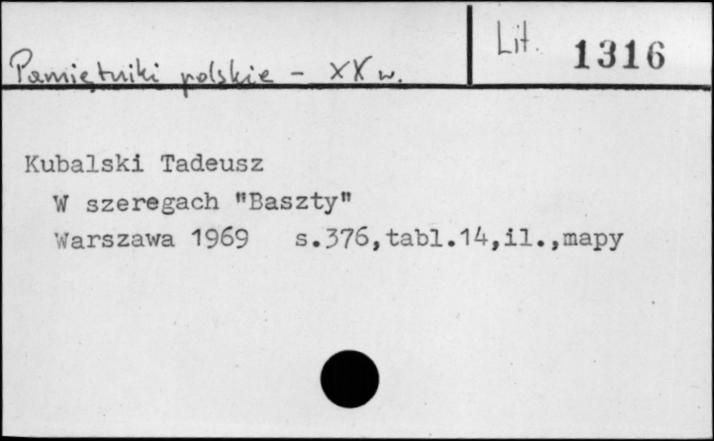 Pamiętniki polskie - XX w.
Lit. 1316
Kubalski Tadeusz
W szeregach "Baszty"
Warszawa 1969 s.376,tabl.14,il.,mapy